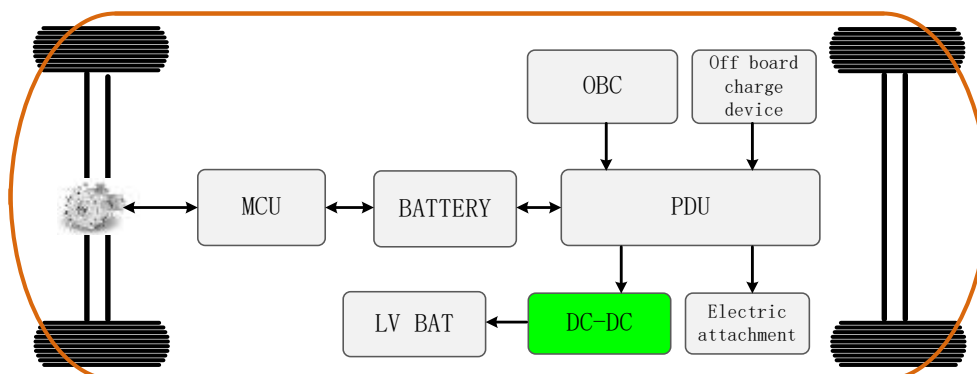 OBC
Off board
charge
device
MCU
BATTERY
PDU
LV BAT
DC-DC
Electric
attachment